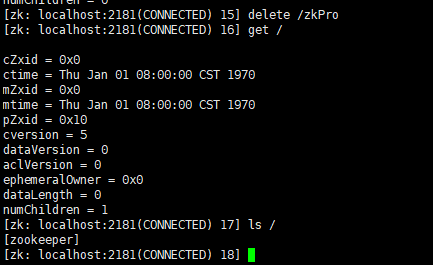 numChildren = 0
[zk: localhost:2181(CONNECTED) 15] delete /zkPro
[zk: localhost:2181(CONNECTED) 16] get /
cZxid = 0x0
ctime = Thu Jan 01 08:00:00 CST 1970
mZxid = 0x0
mtime = Thu Jan 01 08:00:00 CST 1970
pZxid = 0x10
cversion = 5
dataVersion = 0
aclVersion = 0
ephemeralOwner = 0x0
dataLength = 0
numChildren = 1
[zk: localhost:2181(CONNECTED) 17] ls /
[zookeeper]
[zk: localhost:2181(CONNECTED) 18]